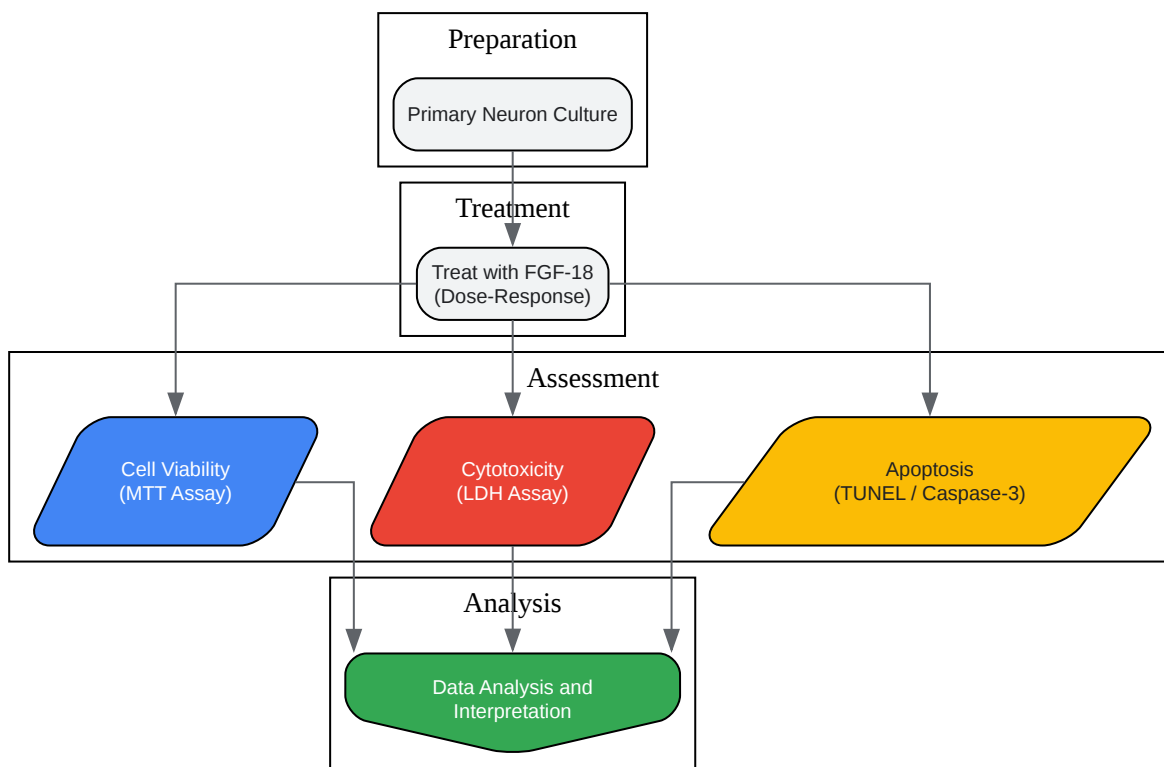 Preparation
Primary Neuron Culture
Treatment
Treat with FGF-18
(Dose-Response)
Assessment
Cell Viability
(MTT Assay)
Cytotoxicity
(LDH Assay)
Apoptosis
(TUNEL / Caspase-3)
Analysis
Data Analysis and
Interpretation